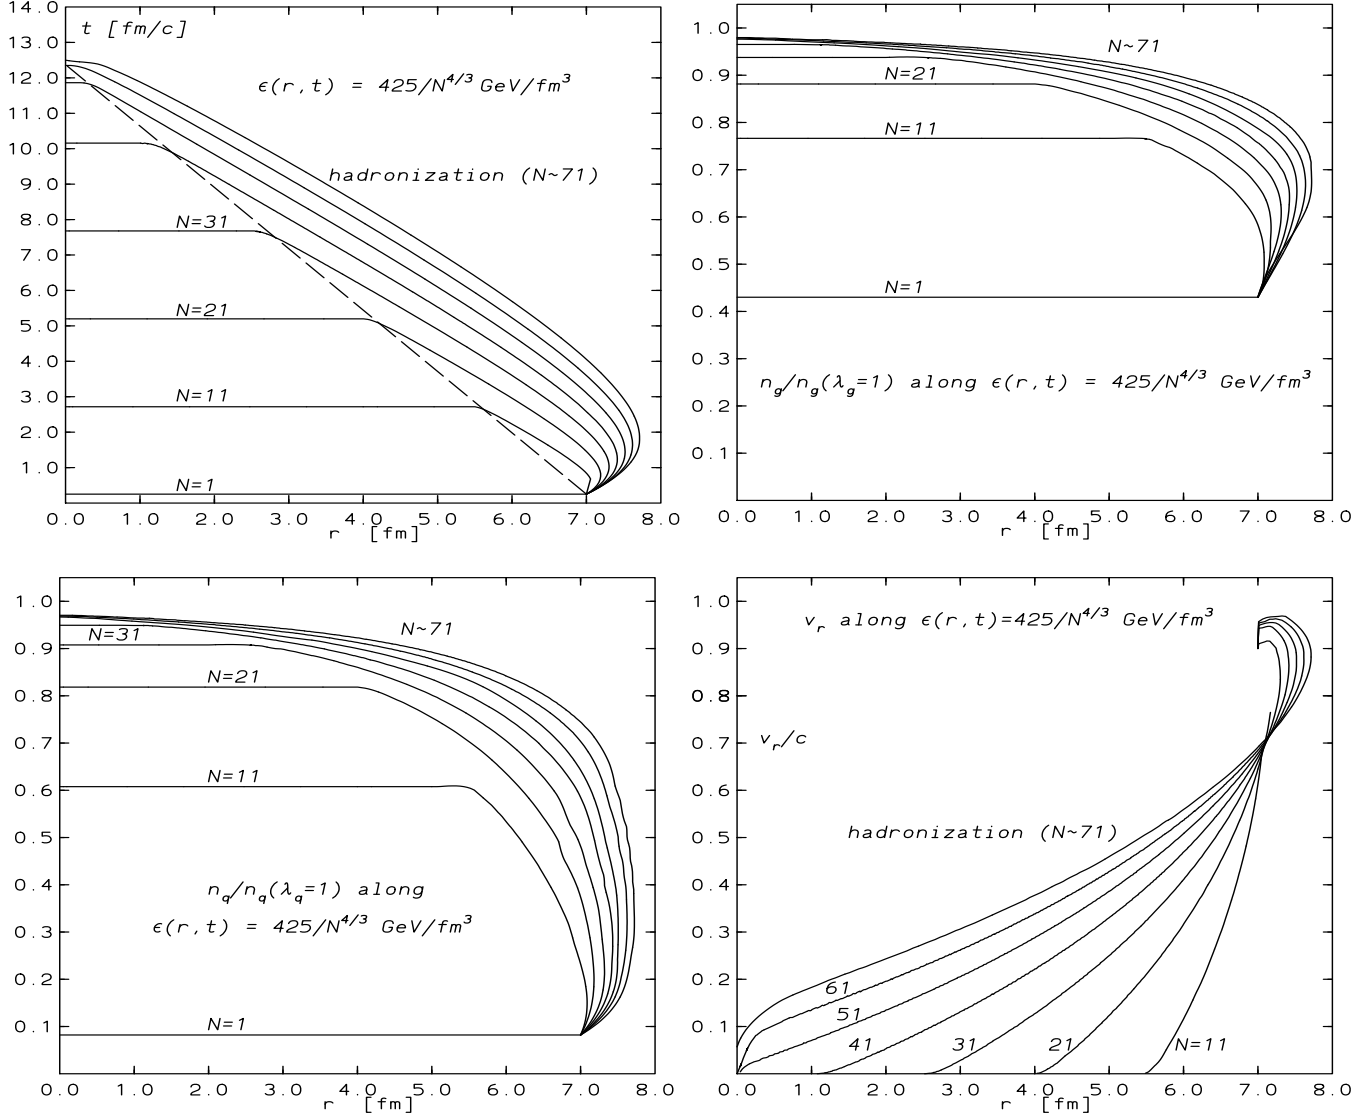 14.0
13.0
12.0
11.0
10.0
9.0
8.0
7.0
6.0
5.0
4.0
3.0
2.0
1.0
t [fm/c]
ϵ(r,t) = 425/N^4/3 GeV/fm^3
hadronization (N~71)
N=31
N=21
N=11
N=1
0.0 1.0 2.0 3.0 4.0 5.0 6.0 7.0 8.0
r [fm]
1.0
0.9
0.8
0.7
0.6
0.5
0.4
0.3
0.2
0.1
N~71
N=21
N=11
N=1
n_g/n_g(λ_g=1) along ϵ(r,t) = 425/N^4/3 GeV/fm^3
0.0 1.0 2.0 3.0 4.0 5.0 6.0 7.0 8.0
r [fm]
1.0
0.9
0.8
0.7
0.6
0.5
0.4
0.3
0.2
0.1
N~71
N=31
N=21
N=11
n_q/n_q(λ_q=1) along
ϵ(r,t) = 425/N^4/3 GeV/fm^3
N=1
0.0 1.0 2.0 3.0 4.0 5.0 6.0 7.0 8.0
r [fm]
1.0
0.9
0.8
0.7
0.6
0.5
0.4
0.3
0.2
0.1
v_r along ϵ(r,t)=425/N^4/3 GeV/fm^3
v_r/c
hadronization (N~71)
61
51
41
31
21
N=11
0.0 1.0 2.0 3.0 4.0 5.0 6.0 7.0 8.0
r [fm]